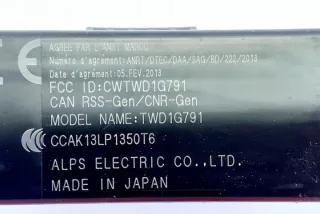 AGREE PAR L'ANRT MAROC
Numéro d'agrément: ANRT/DTEC/DAA/SAG/BD/222/2013
Date d'agrément:05.FEV.2013
FCC ID:CWTWD1G791
CAN RSS-Gen/CNR-Gen
MODEL NAME:TWD1G791
CCAK13LP1350T6
ALPS ELECTRIC CO.,LTD.
MADE IN JAPAN